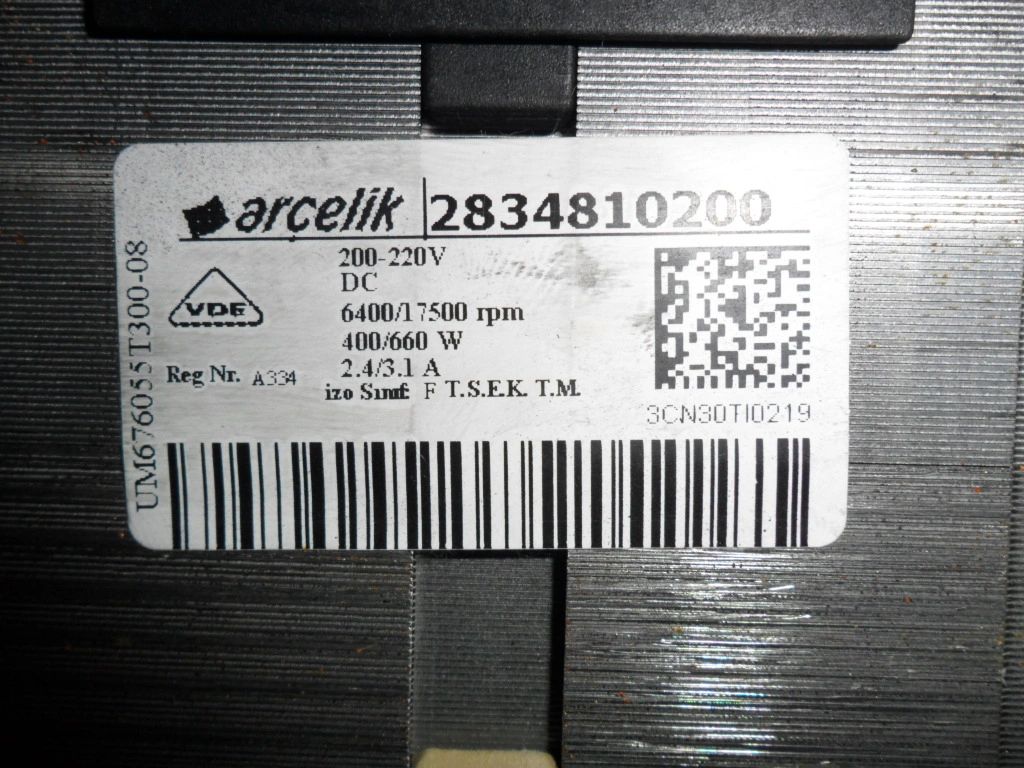 arcelik 2834810200
200-220V
DC
6400/17500 rpm
400/660 W
2.4/3.1 A
izo Sınıf: F T.S.E.K. T.M.
VDE
Reg Nr. A334
3CN30TI0219
UM676055T300-08